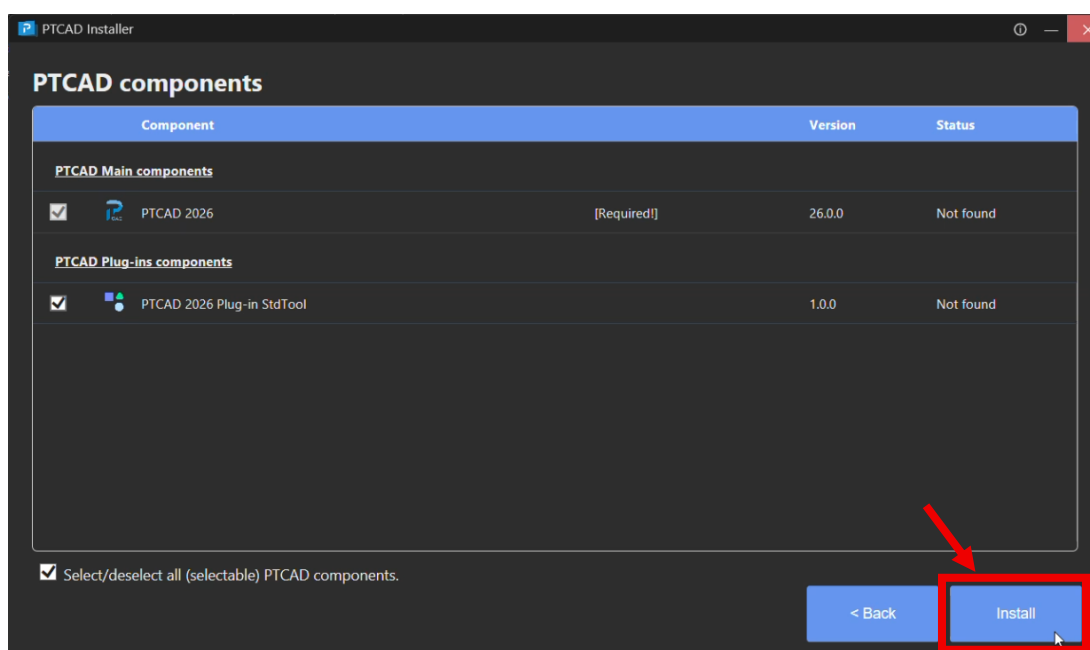 PTCAD Installer
PTCAD components
Component Version Status
PTCAD Main components
PTCAD 2026 [Required!] 26.0.0 Not found
PTCAD Plug-ins components
PTCAD 2026 Plug-in StdTool 1.0.0 Not found
Select/deselect all (selectable) PTCAD components.
< Back Install